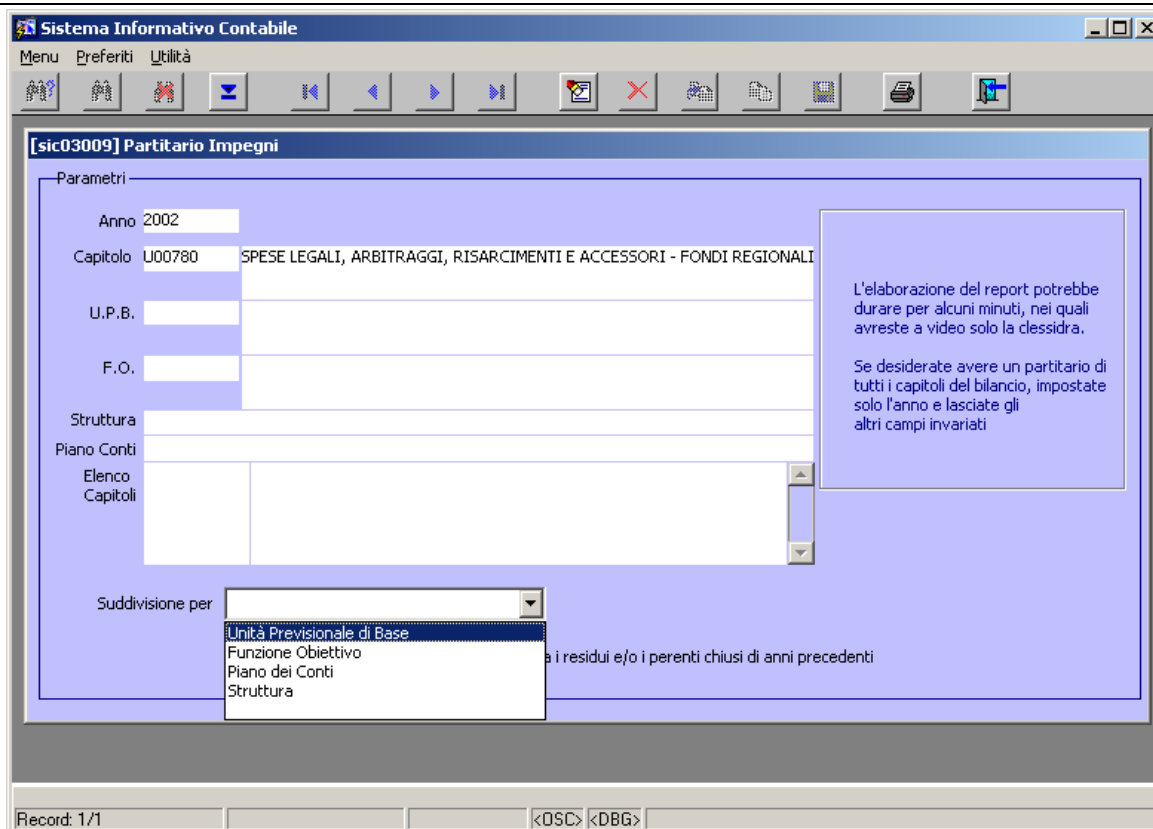 Sistema Informativo Contabile
Menu Preferiti Utilità
[sic03009] Partitario Impegni
Parametri
Anno 2002
Capitolo U00780 SPESE LEGALI, ARBITRAGGI, RISARCIMENTI E ACCESSORI - FONDI REGIONALI
U.P.B.
F.O.
Struttura
Piano Conti
Elenco
Capitoli
L'elaborazione del report potrebbe
durare per alcuni minuti, nei quali
avreste a video solo la clessidra.
Se desiderate avere un partitario di
tutti i capitoli del bilancio, impostate
solo l'anno e lasciate gli
altri campi invariati
Suddivisione per
Unità Previsionale di Base
Funzione Obiettivo
Piano dei Conti
Struttura
i residui e/o i perenti chiusi di anni precedenti
Record: 1/1 <OSC> <DBG>